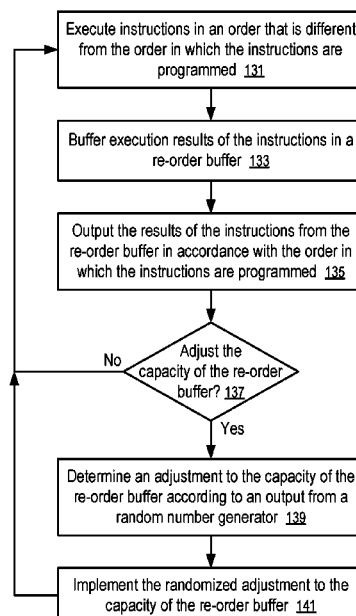 Execute instructions in an order that is different
from the order in which the instructions are
programmed 131
Buffer execution results of the instructions in a
re-order buffer 133
Output the results of the instructions from the
re-order buffer in accordance with the order in
which the instructions are programmed 135
No
Adjust the
capacity of the re-order
buffer? 137
Yes
Determine an adjustment to the capacity of the
re-order buffer according to an output from a
random number generator 139
Implement the randomized adjustment to the
capacity of the re-order buffer 141